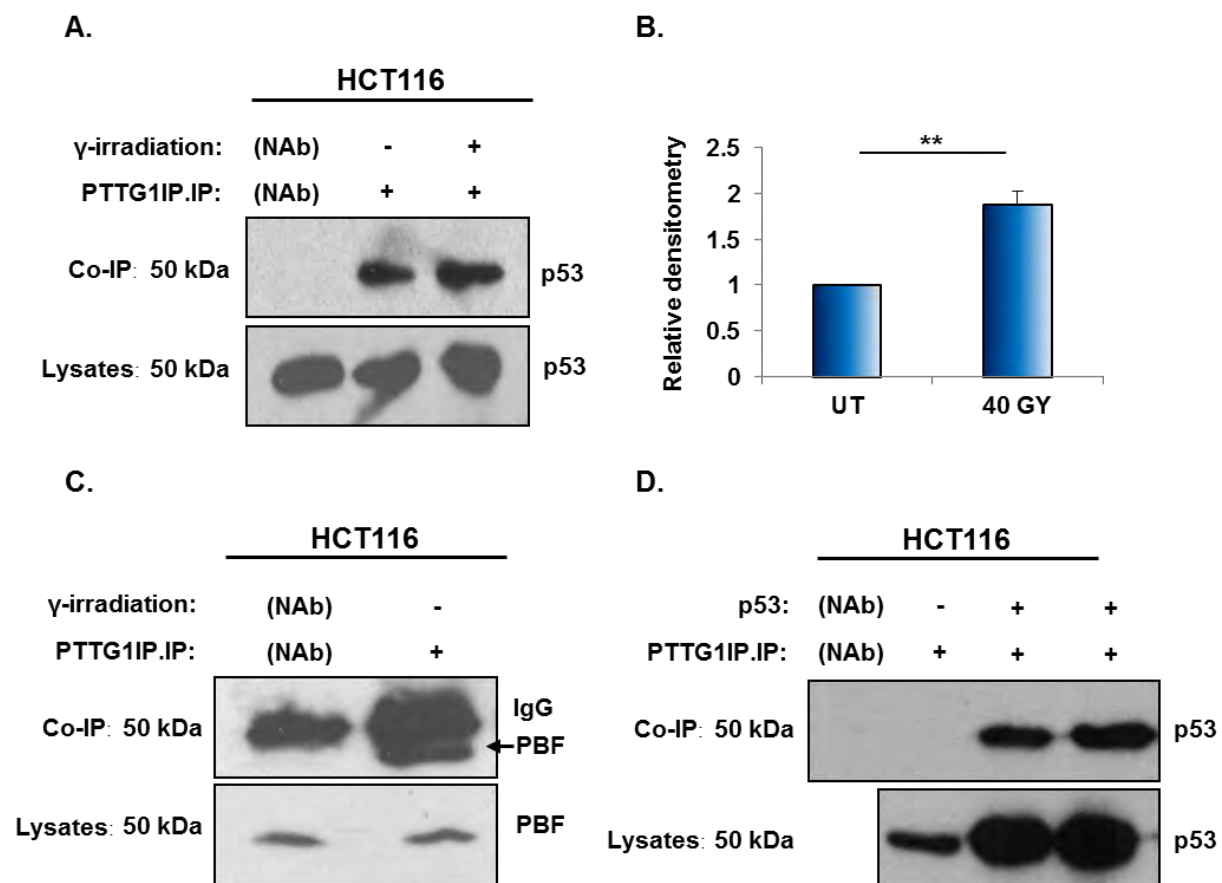 A.
HCT116
γ-irradiation: (NAb) - +
PTTG1IP.IP: (NAb) + +
Co-IP: 50 kDa p53
Lysates: 50 kDa p53
B.
Relative densitometry
2.5
2
1.5
1
0.5
0
**
UT 40 GY
C.
HCT116
γ-irradiation: (NAb) -
PTTG1IP.IP: (NAb) +
Co-IP: 50 kDa IgG
PBF
Lysates: 50 kDa PBF
D.
HCT116
p53: (NAb) - + +
PTTG1IP.IP: (NAb) + + +
Co-IP: 50 kDa p53
Lysates: 50 kDa p53